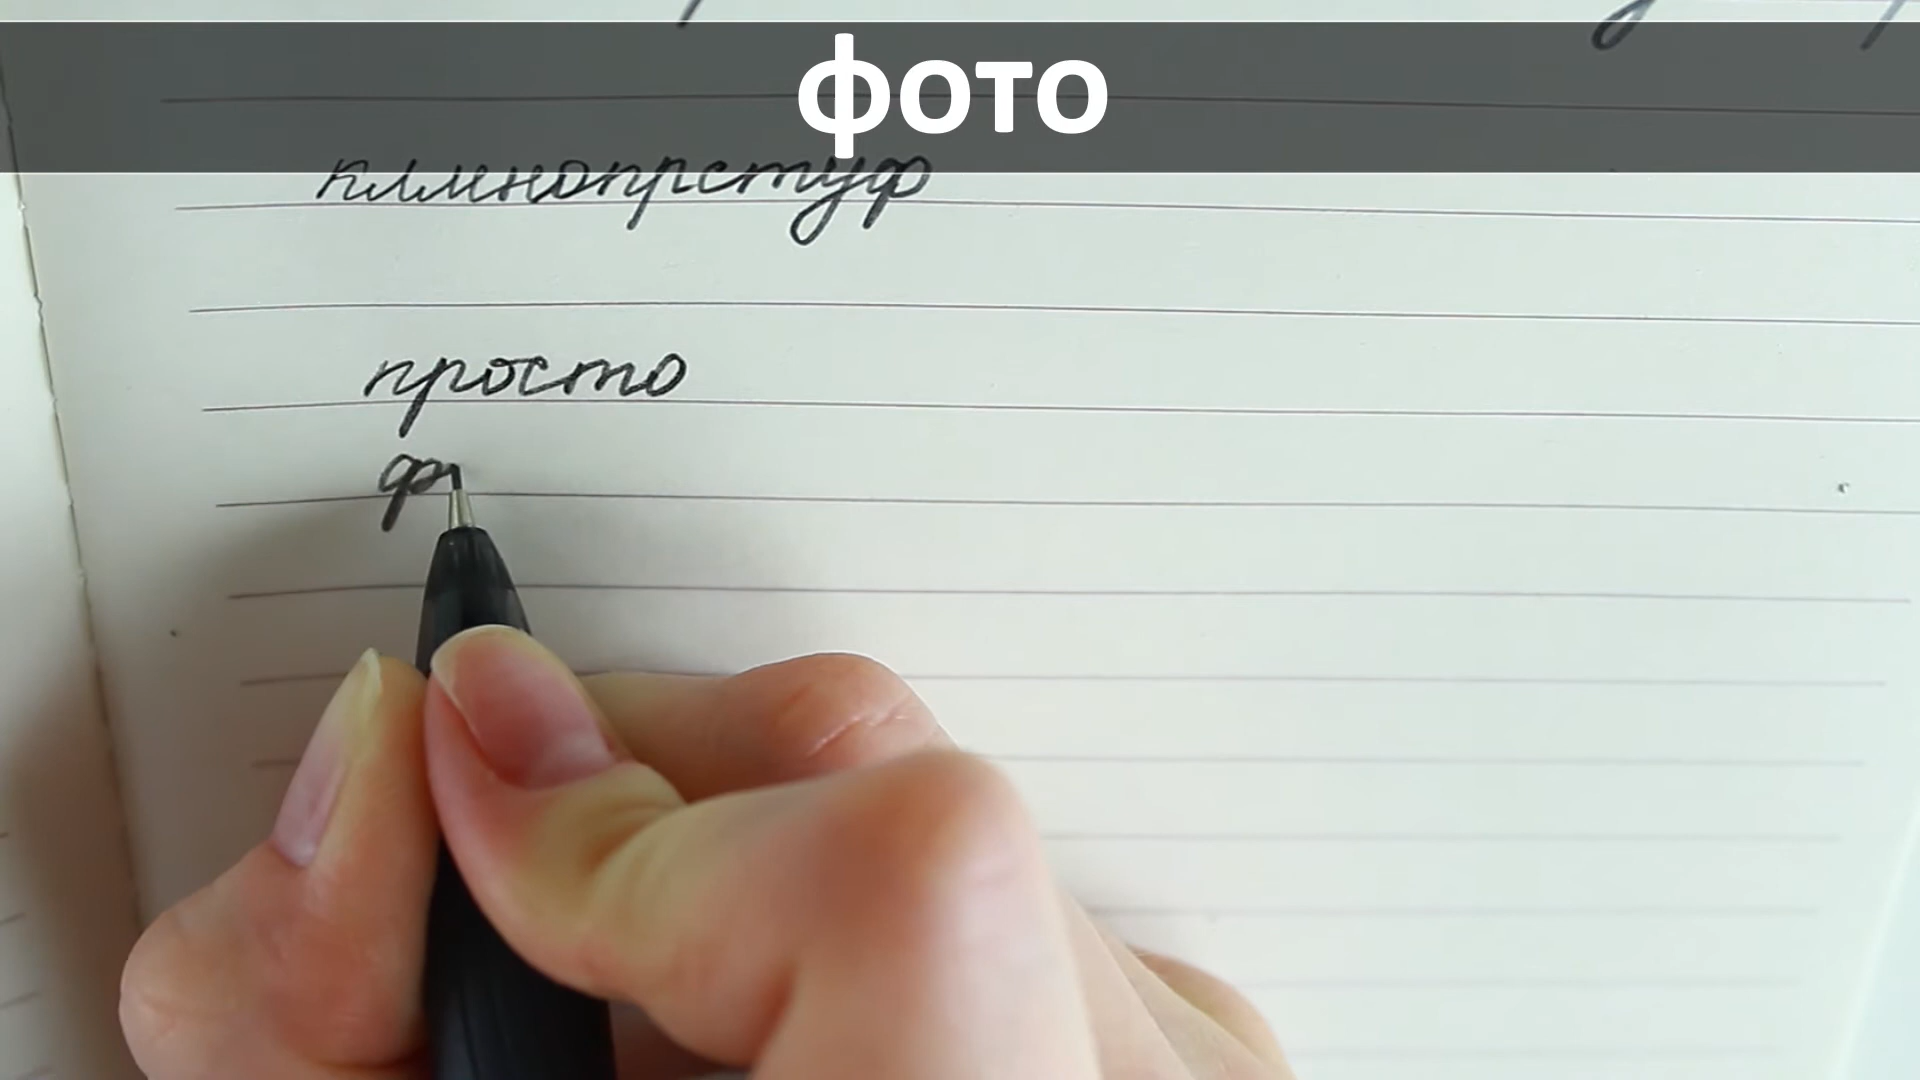 фото
клмнопрстуф
просто
ф